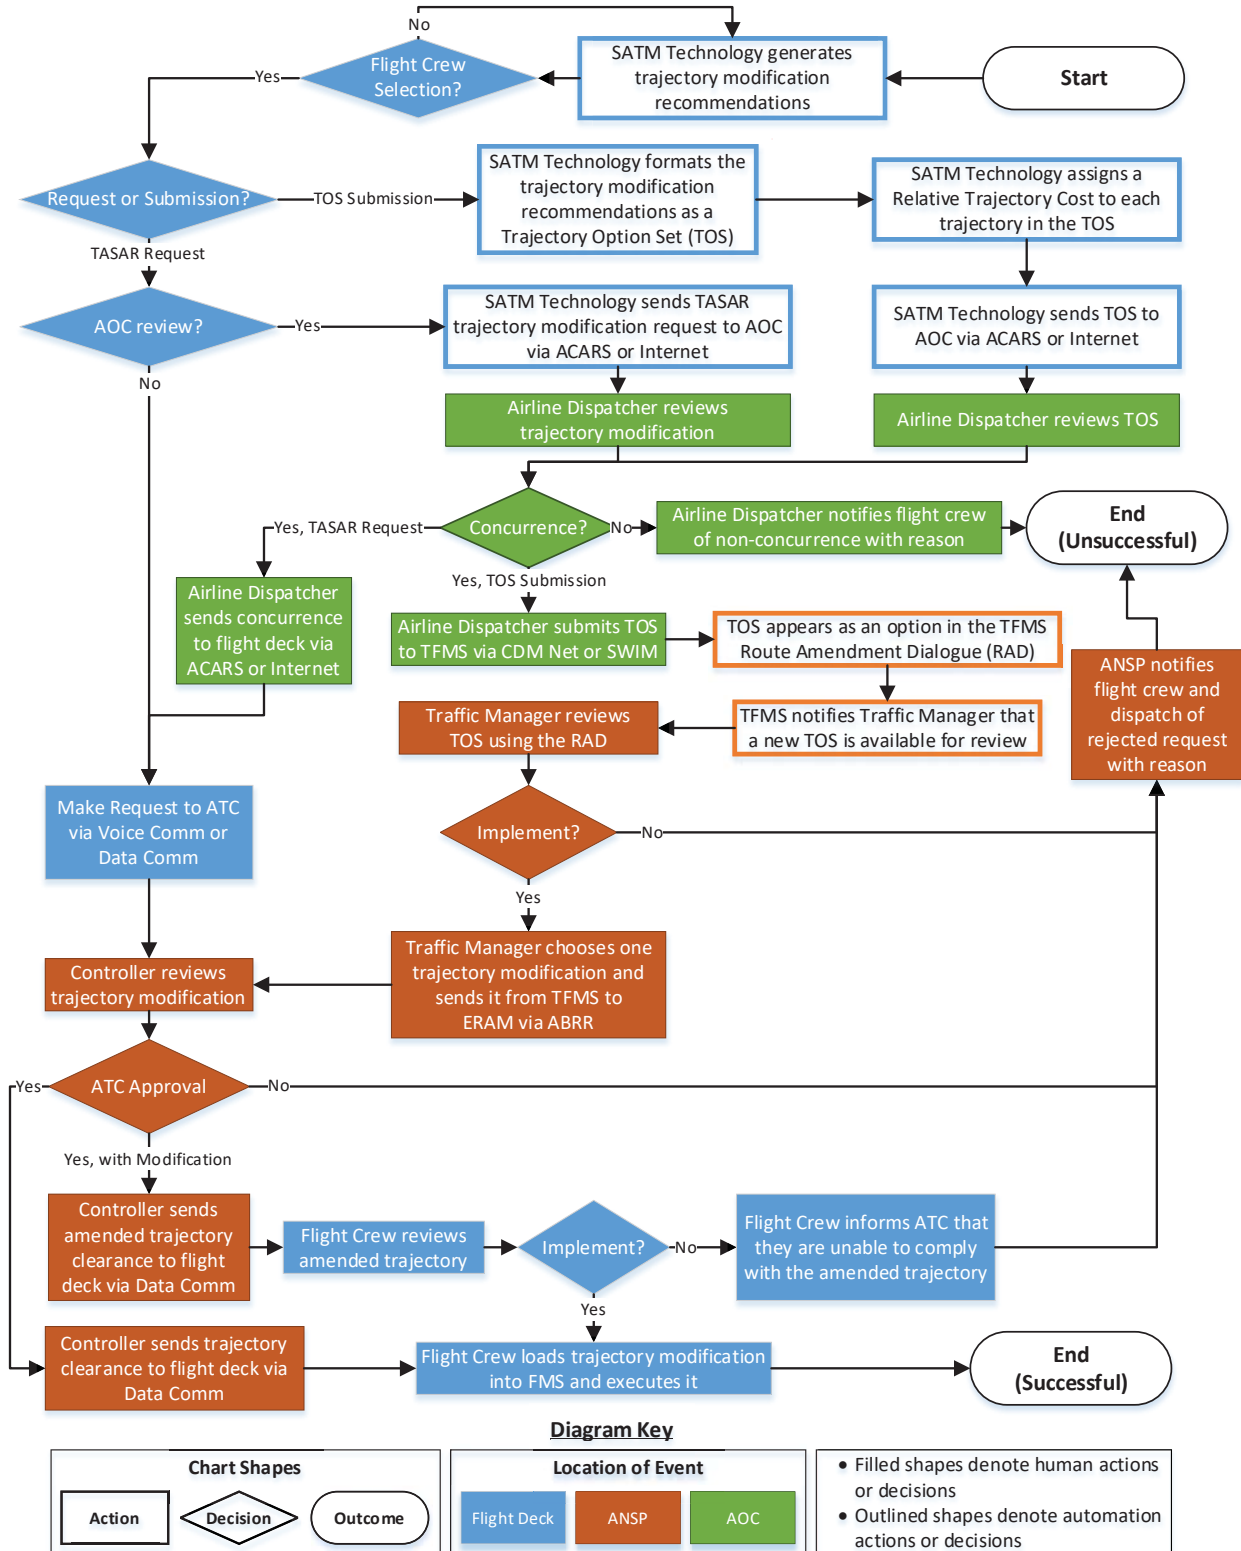 No
SATM Technology generates
trajectory modification
recommendations
Flight Crew
Selection?
Start
Yes
Request or Submission?
TOS Submission
SATM Technology formats the
trajectory modification
recommendations as a
Trajectory Option Set (TOS)
SATM Technology assigns a
Relative Trajectory Cost to each
trajectory in the TOS
TASAR Request
AOC review?
Yes
SATM Technology sends TASAR
trajectory modification request to AOC
via ACARS or Internet
SATM Technology sends TOS to
AOC via ACARS or Internet
No
Airline Dispatcher reviews
trajectory modification
Airline Dispatcher reviews TOS
Yes, TASAR Request
Concurrence?
No
Airline Dispatcher notifies flight crew
of non-concurrence with reason
End
(Unsuccessful)
Yes, TOS Submission
Airline Dispatcher
sends concurrence
to flight deck via
ACARS or Internet
Airline Dispatcher submits TOS
to TFMS via CDM Net or SWIM
TOS appears as an option in the TFMS
Route Amendment Dialogue (RAD)
ANSP notifies
flight crew and
dispatch of
rejected request
with reason
Traffic Manager reviews
TOS using the RAD
TFMS notifies Traffic Manager that
a new TOS is available for review
Make Request to ATC
via Voice Comm or
Data Comm
Implement?
No
Yes
Controller reviews
trajectory modification
Traffic Manager chooses one
trajectory modification and
sends it from TFMS to
ERAM via ABRR
Yes
ATC Approval
No
Yes, with Modification
Controller sends
amended trajectory
clearance to flight
deck via Data Comm
Flight Crew reviews
amended trajectory
Implement?
No
Flight Crew informs ATC that
they are unable to comply
with the amended trajectory
Yes
Controller sends trajectory
clearance to flight deck via
Data Comm
Flight Crew loads trajectory modification
into FMS and executes it
End
(Successful)
Diagram Key
Chart Shapes
Action
Decision
Outcome
Location of Event
Flight Deck
ANSP
AOC
• Filled shapes denote human actions
or decisions
• Outlined shapes denote automation
actions or decisions